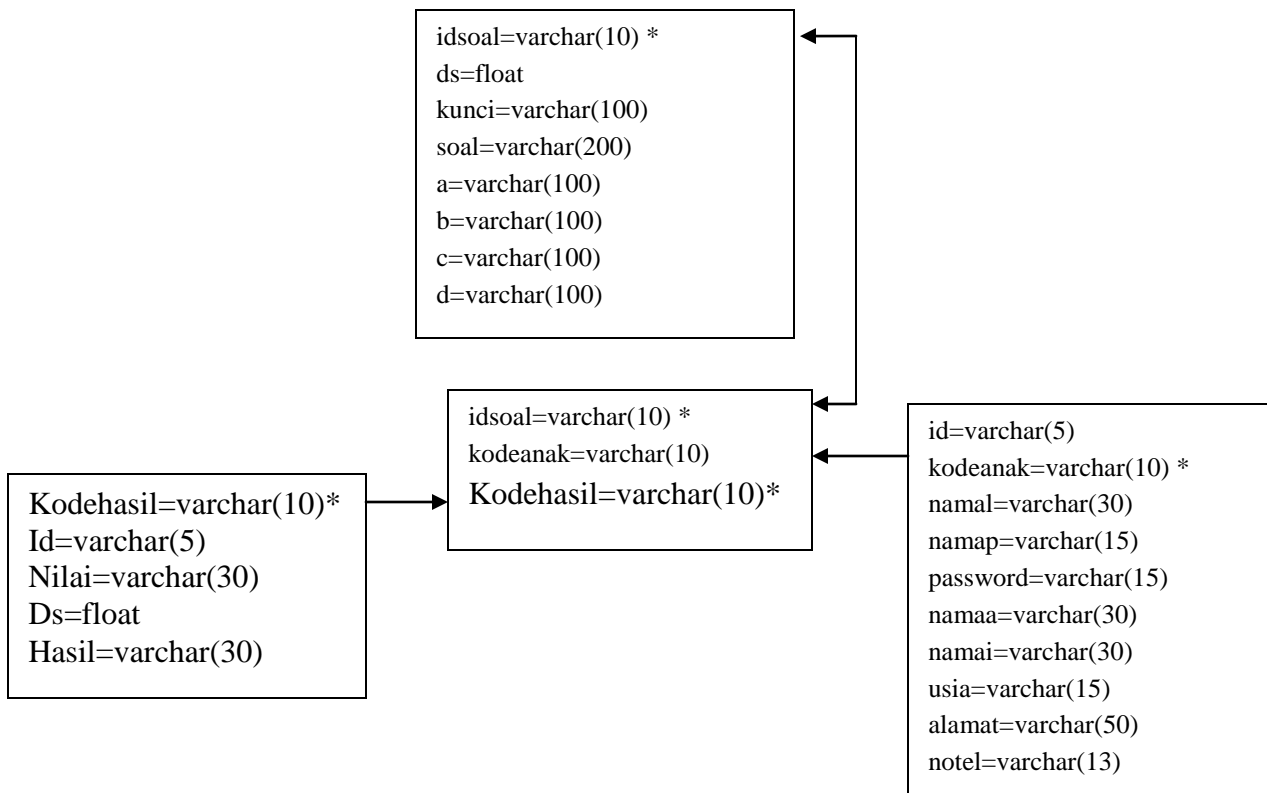 idsoal=varchar(10) *
ds=float
kunci=varchar(100)
soal=varchar(200)
a=varchar(100)
b=varchar(100)
c=varchar(100)
d=varchar(100)
idsoal=varchar(10) *
kodeanak=varchar(10)
Kodehasil=varchar(10)*
Kodehasil=varchar(10)*
Id=varchar(5)
Nilai=varchar(30)
Ds=float
Hasil=varchar(30)
id=varchar(5)
kodeanak=varchar(10) *
namal=varchar(30)
namap=varchar(15)
password=varchar(15)
namaa=varchar(30)
namai=varchar(30)
usia=varchar(15)
alamat=varchar(50)
notel=varchar(13)